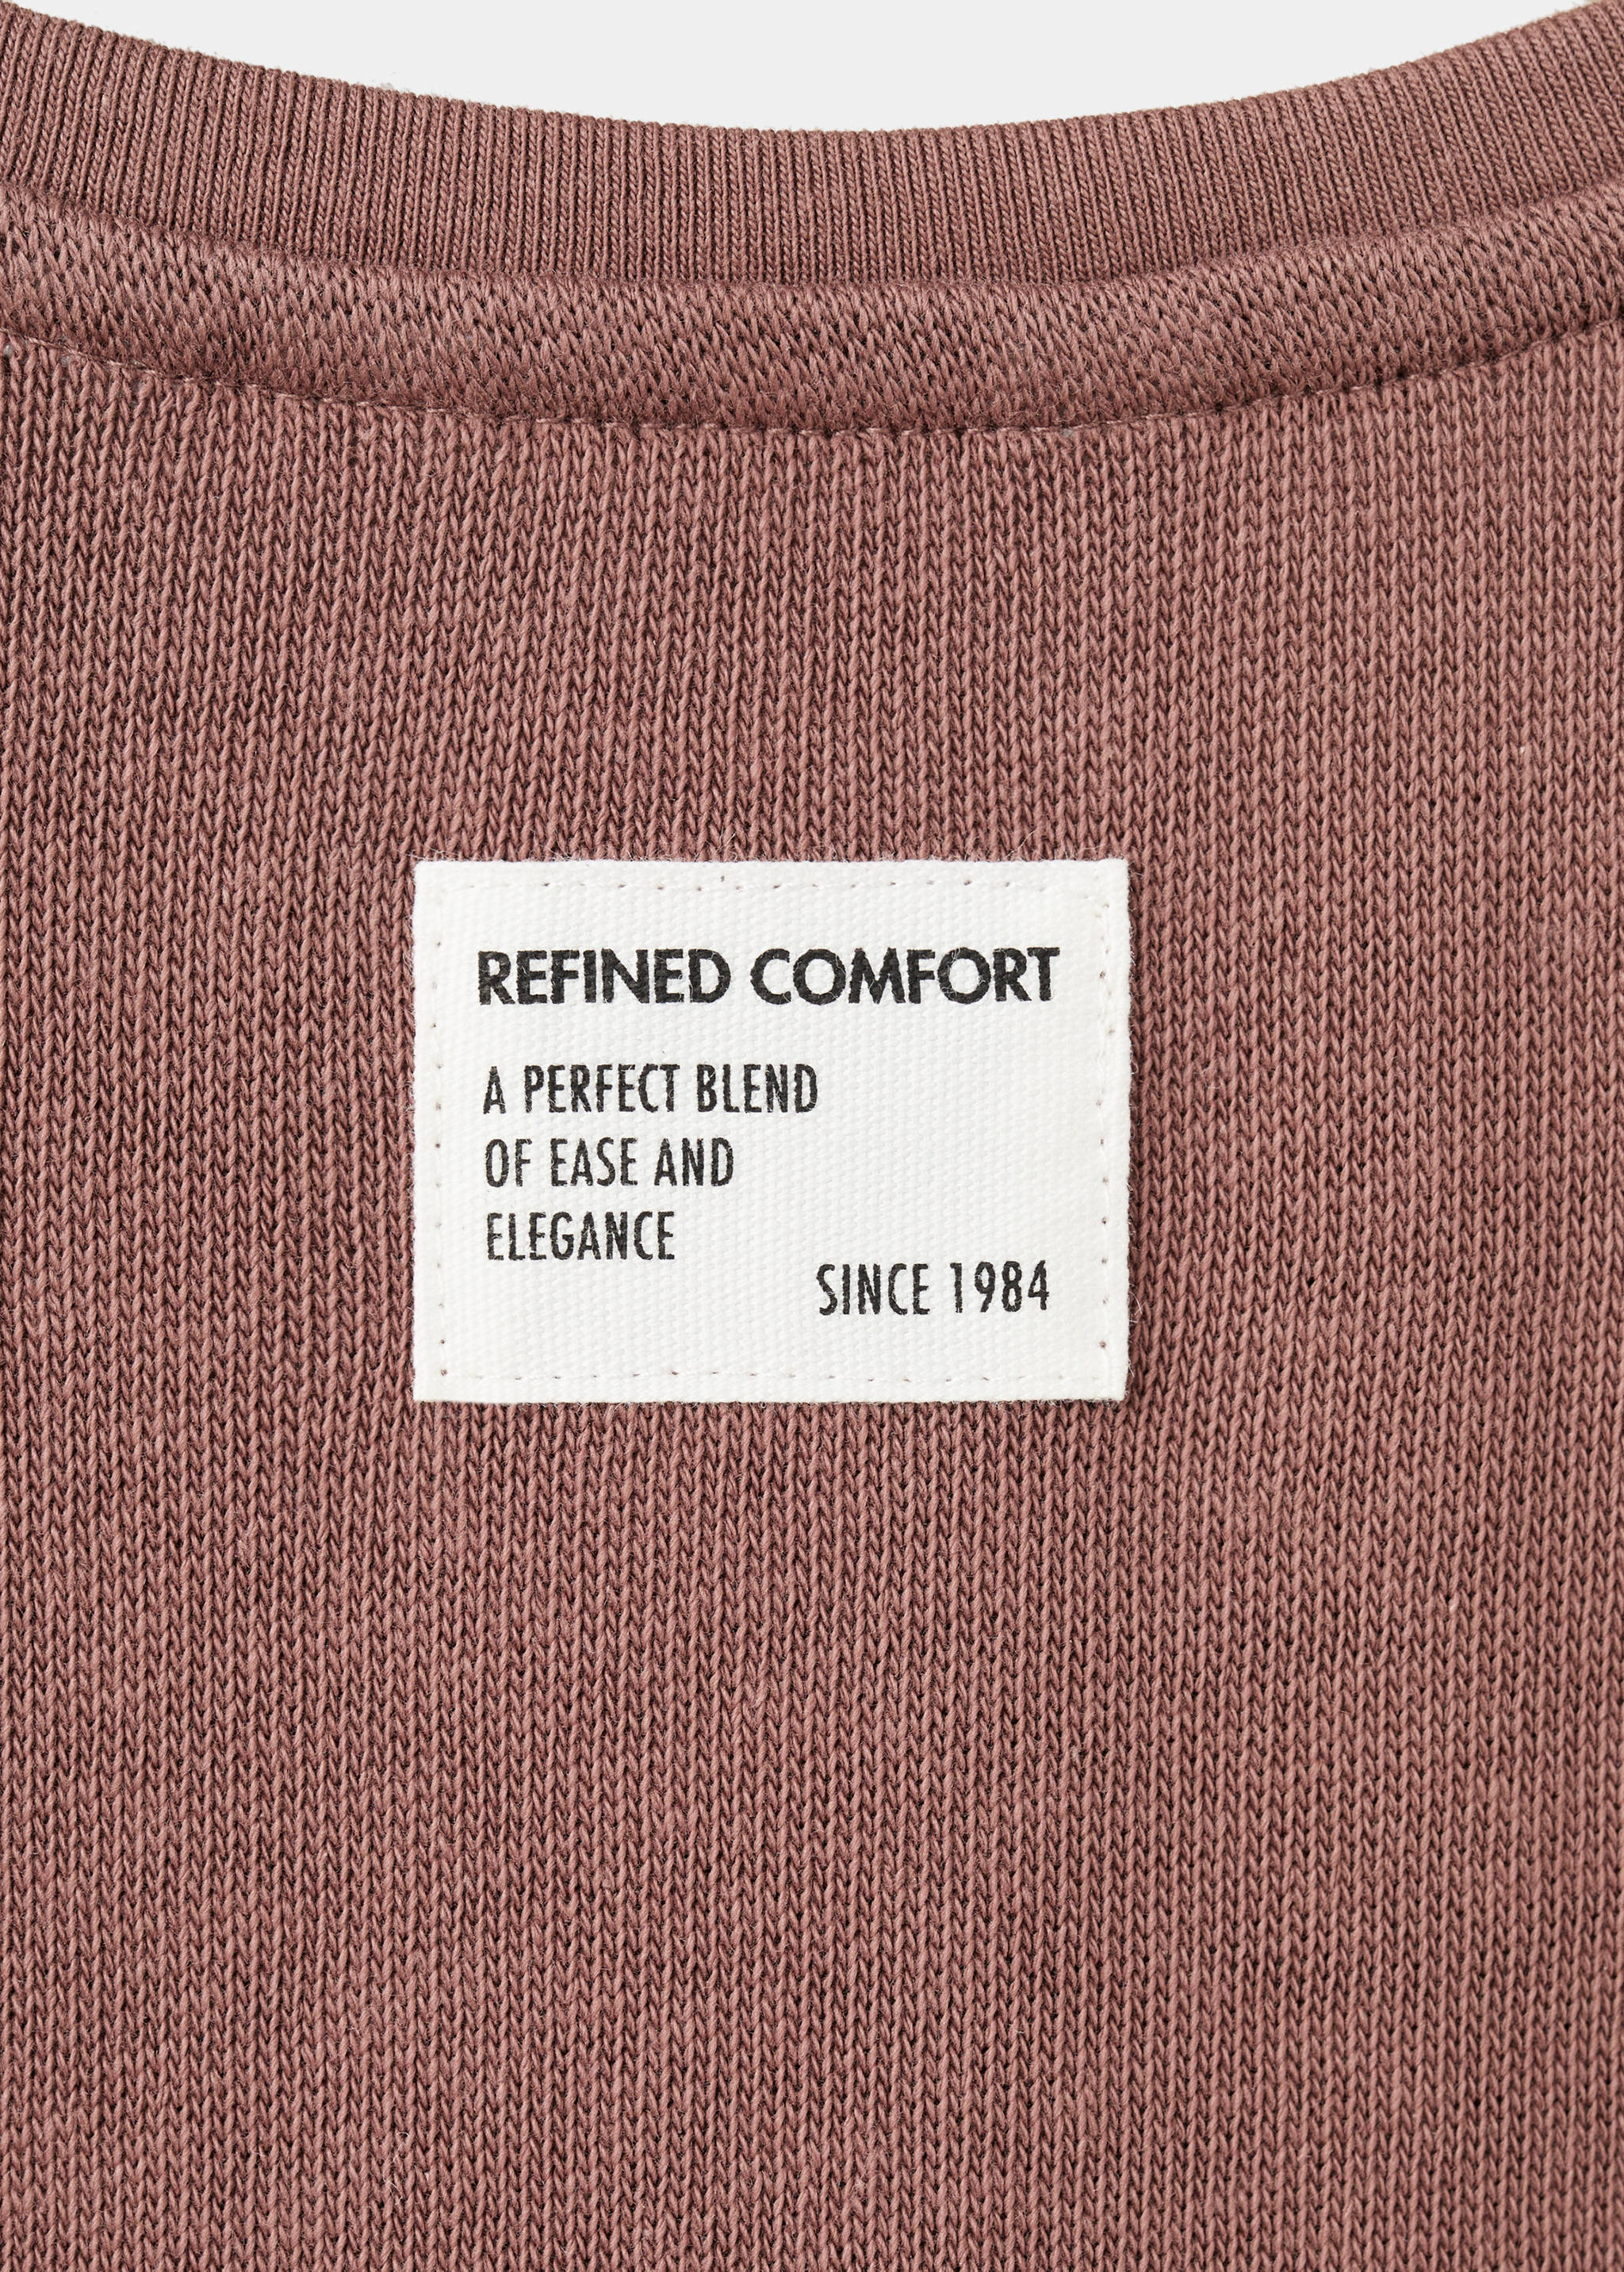 REFINED COMFORT
A PERFECT BLEND
OF EASE AND
ELEGANCE
SINCE 1984